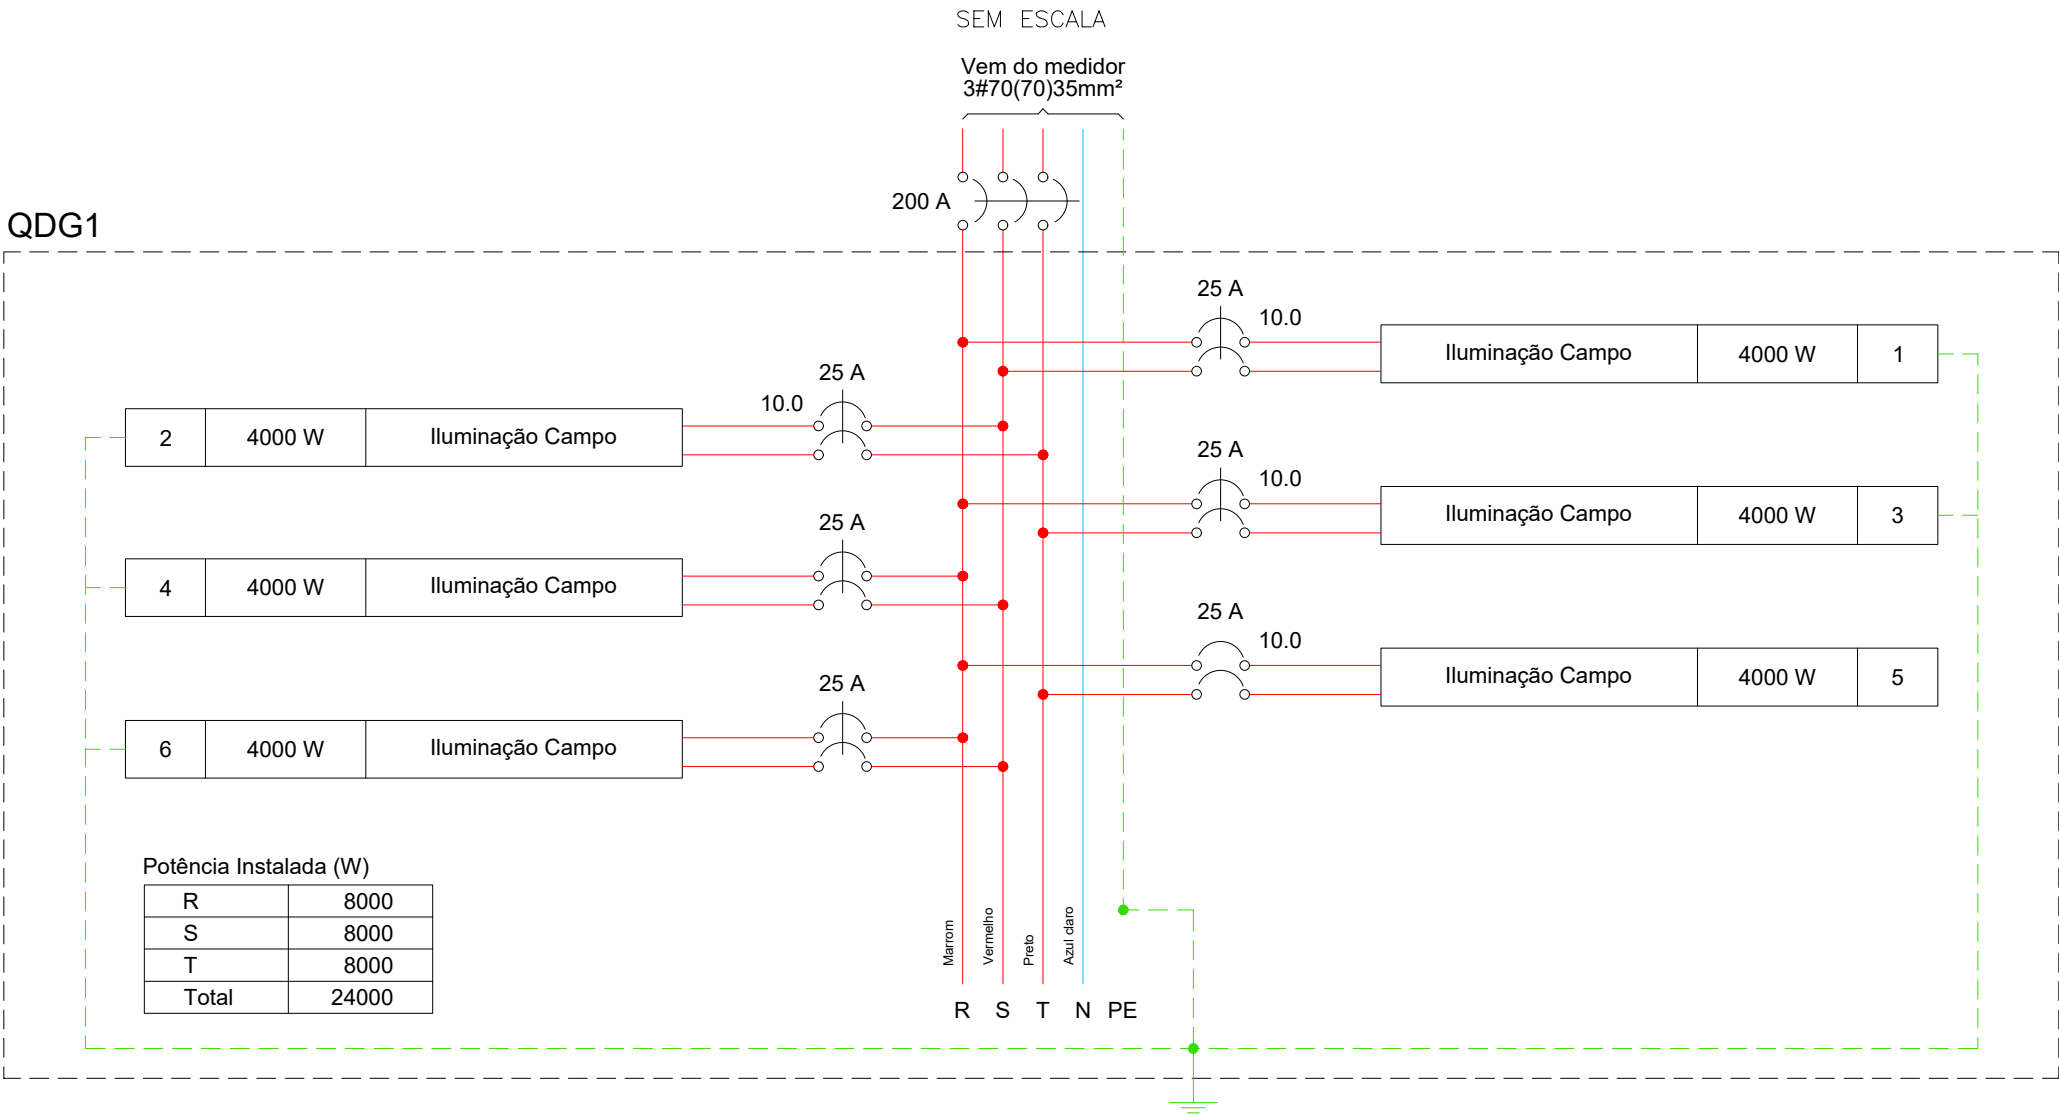 SEM ESCALA
Vem do medidor
3#70(70)35mm²
200 A
QDG1
25 A
10.0
Iluminação Campo 4000 W 1
25 A
10.0
2 4000 W Iluminação Campo
25 A
10.0
Iluminação Campo 4000 W 3
25 A
4 4000 W Iluminação Campo
25 A
10.0
Iluminação Campo 4000 W 5
25 A
6 4000 W Iluminação Campo
Potência Instalada (W)
R 8000
S 8000
T 8000
Total 24000
Marrom
Vermelho
Preto
Azul claro
R S T N PE